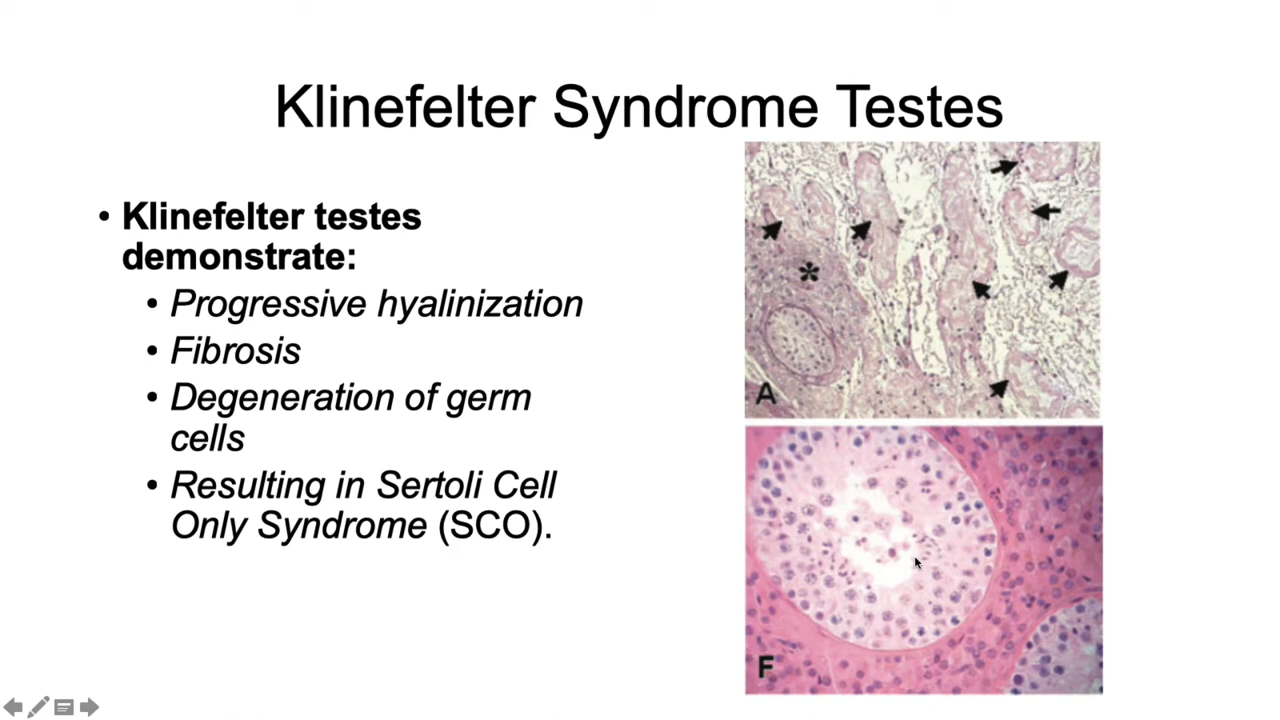 Klinefelter Syndrome Testes
• Klinefelter testes
demonstrate:
• Progressive hyalinization
• Fibrosis
• Degeneration of germ
cells
• Resulting in Sertoli Cell
Only Syndrome (SCO).
*
A
F